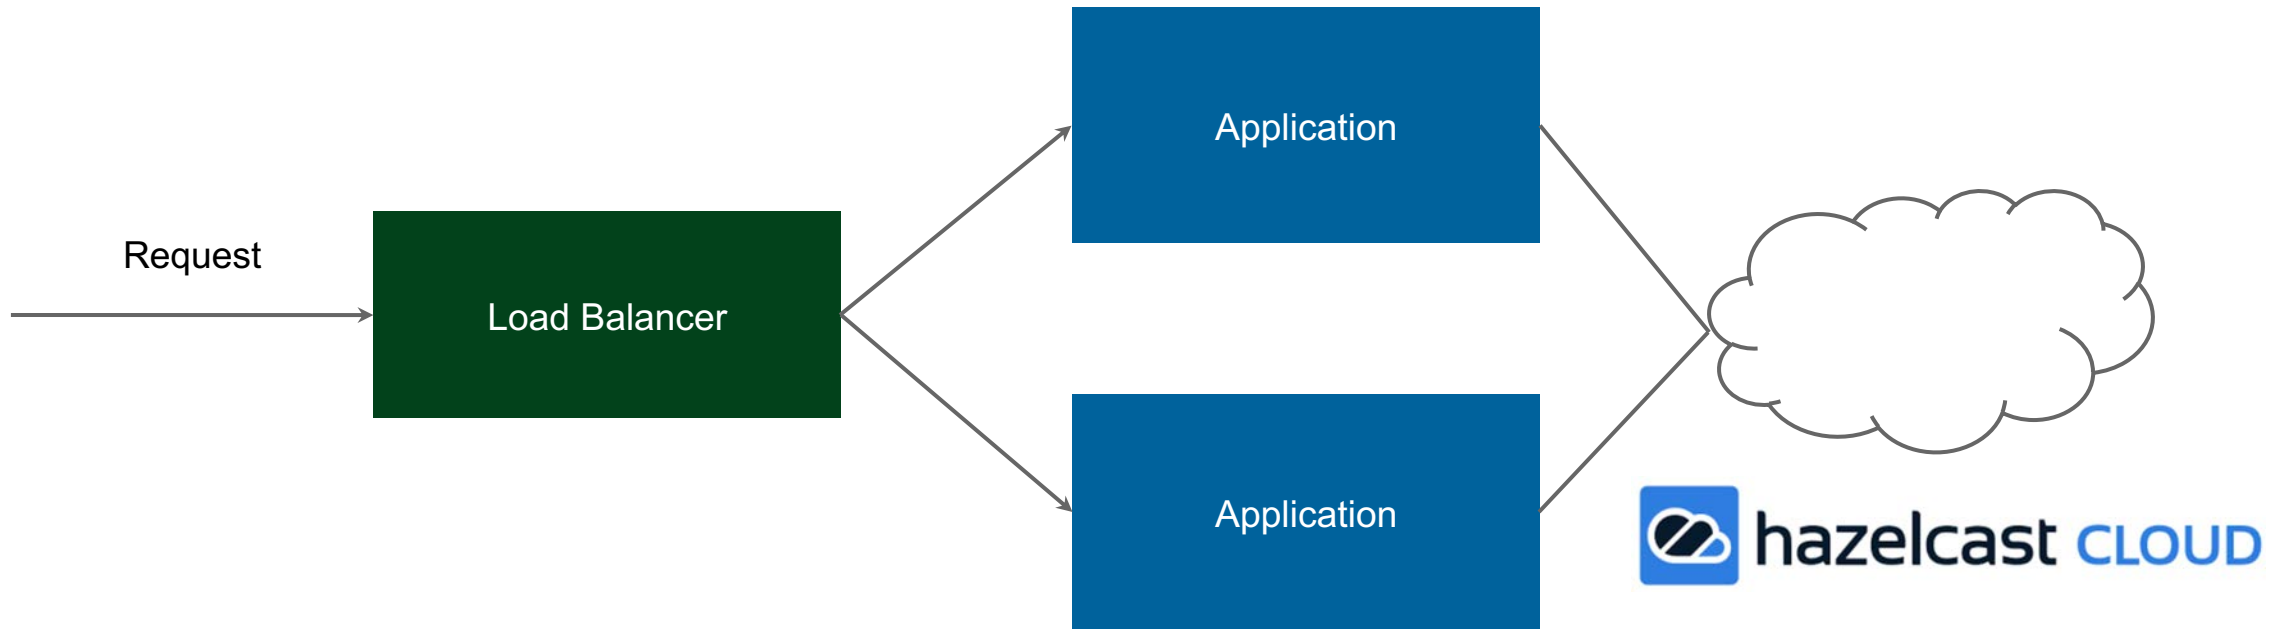 Request
Load Balancer
Application
Application
hazelcast CLOUD